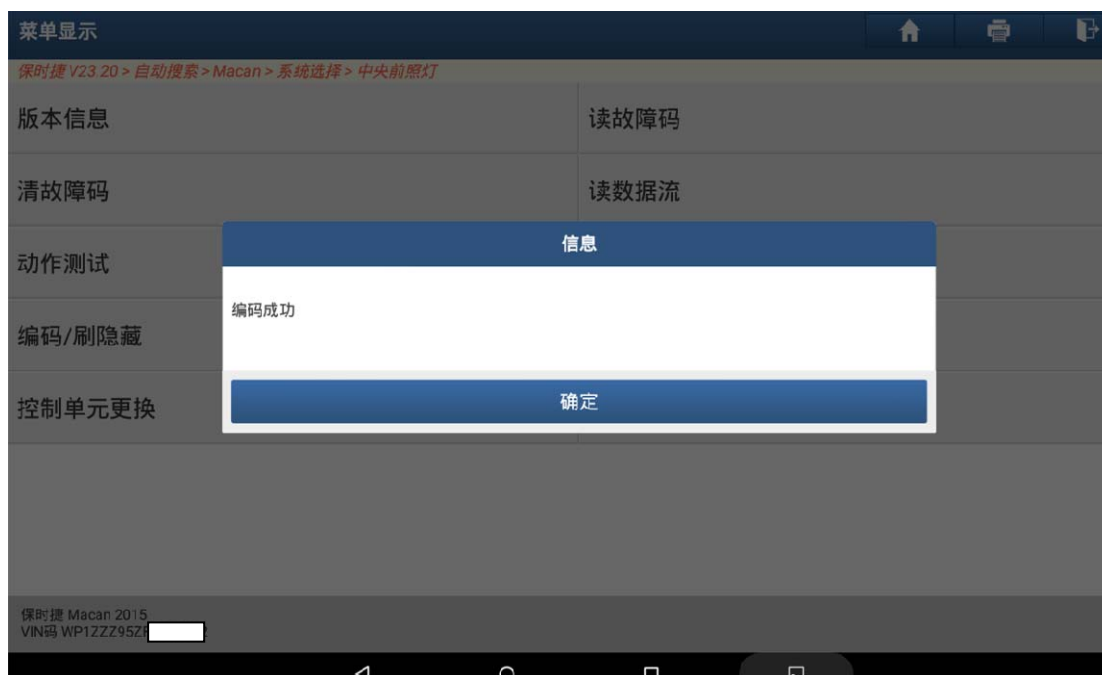 菜单显示
保时捷 V23.20 > 自动搜索 > Macan > 系统选择 > 中央前照灯
版本信息
读故障码
清故障码
读数据流
信息
动作测试
编码成功
编码/刷隐藏
控制单元更换
确定
保时捷 Macan 2015
VIN码 WP1ZZZ95Z